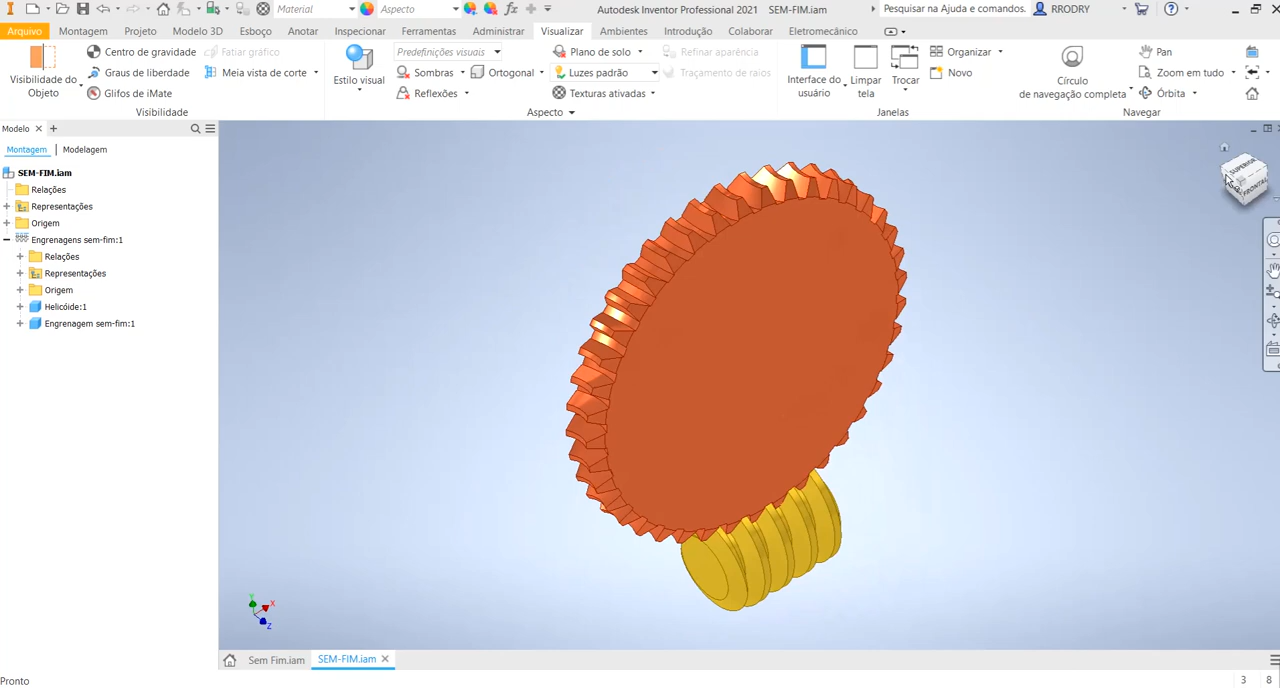 Material
Aspecto
fx
Autodesk Inventor Professional 2021
SEM-FIM.iam
Pesquisar na Ajuda e comandos.
RRODRY
Arquivo
Montagem
Projeto
Modelo 3D
Esboço
Anotar
Inspecionar
Ferramentas
Administrar
Visualizar
Ambientes
Introdução
Colaborar
Eletromecânico
Visibilidade do
Objeto
Centro de gravidade
Graus de liberdade
Glifos de iMate
Fatiar gráfico
Meia vista de corte
Visibilidade
Estilo visual
Predefinições visuais
Sombras
Reflexões
Ortogonal
Plano de solo
Luzes padrão
Texturas ativadas
Refinar aparência
Traçamento de raios
Aspecto
Interface do
usuário
Limpar
tela
Trocar
Organizar
Novo
Janelas
Círculo
de navegação completa
Pan
Zoom em tudo
Órbita
Navegar
Modelo
Montagem
Modelagem
SEM-FIM.iam
Relações
Representações
Origem
Engrenagens sem-fim:1
Relações
Representações
Origem
Helicóide:1
Engrenagem sem-fim:1
SUPERIOR
FRONTAL
Y
X
Z
Sem Fim.iam
SEM-FIM.iam
Pronto
3
8